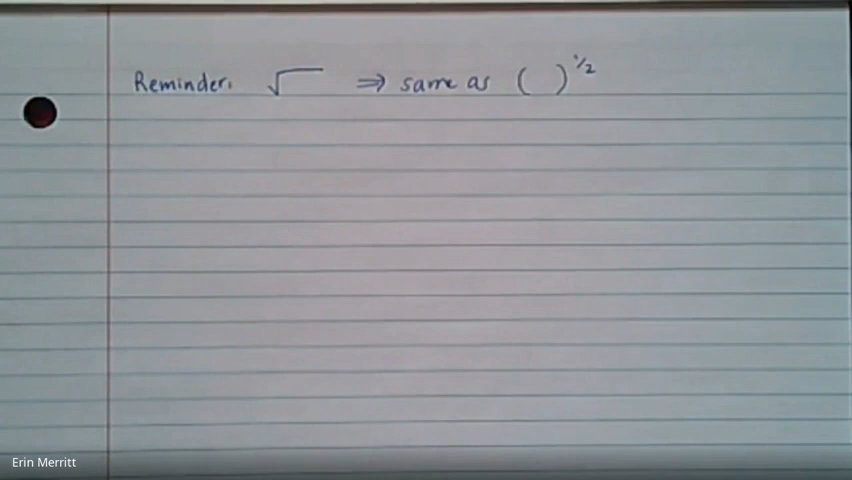 Reminder: √ ⇒ same as ( )^1/2
Erin Merritt